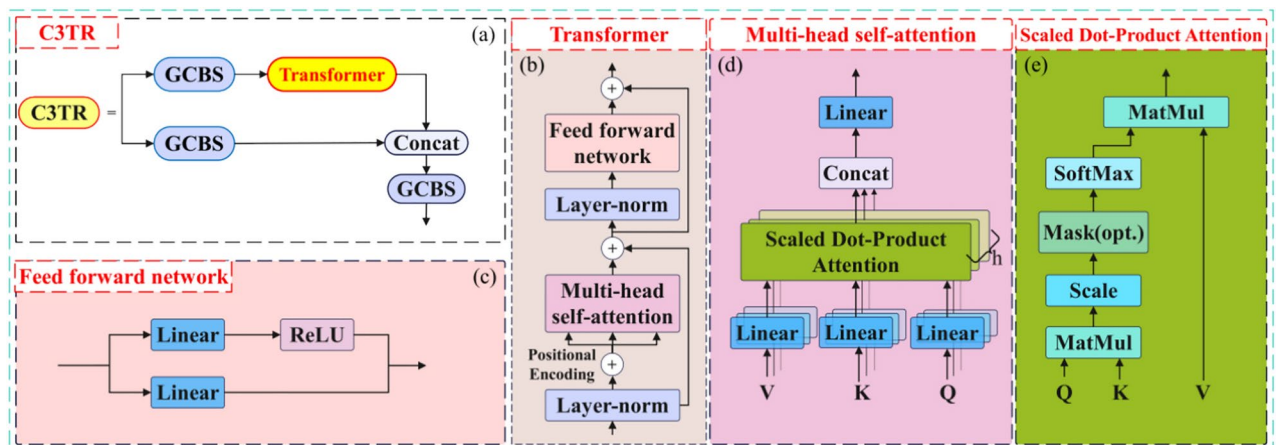 C3TR
(a)
GCBS
Transformer
C3TR
=
GCBS
Concat
GCBS
Feed forward network
(c)
Linear
ReLU
Linear
Transformer
(b)
+
Feed forward
network
Layer-norm
+
Multi-head
self-attention
Positional
Encoding
+
Layer-norm
Multi-head self-attention
(d)
Linear
Concat
Scaled Dot-Product
Attention
h
Linear
Linear
Linear
V
K
Q
Scaled Dot-Product Attention
(e)
MatMul
SoftMax
Mask(opt.)
Scale
MatMul
Q
K
V